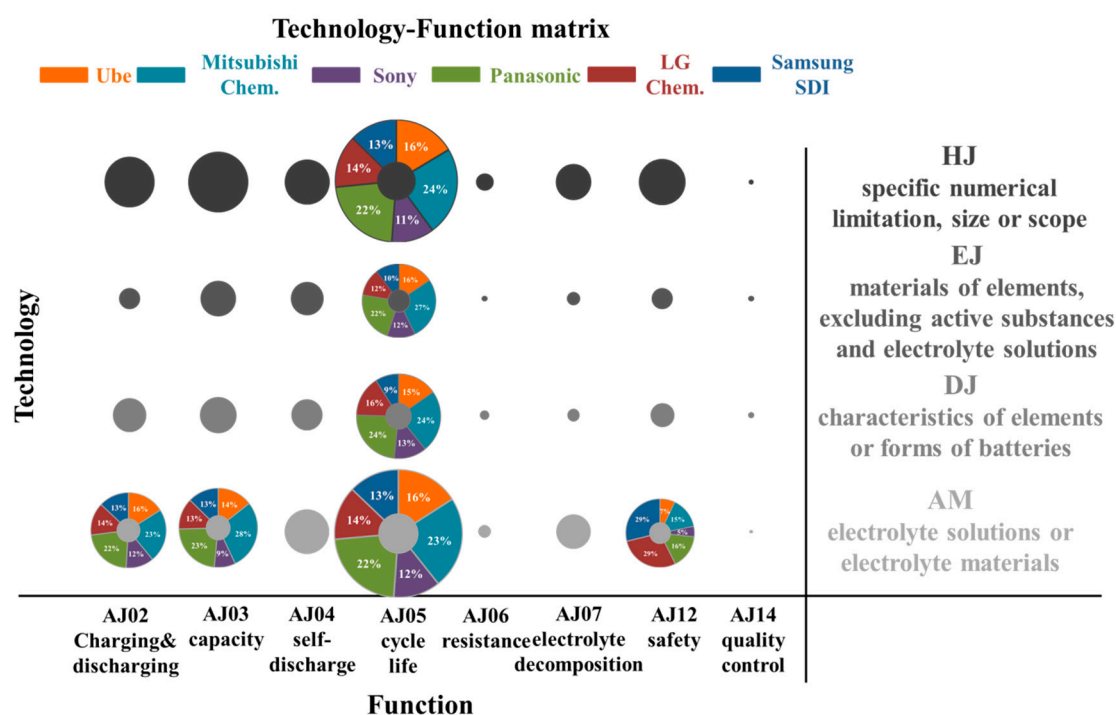 Technology-Function matrix
Ube
Mitsubishi
Chem.
Sony
Panasonic
LG
Chem.
Samsung
SDI
Technology
13%
16%
14%
24%
22%
11%
HJ
specific numerical
limitation, size or scope
10%
16%
12%
27%
22%
12%
EJ
materials of elements,
excluding active substances
and electrolyte solutions
9%
15%
16%
24%
24%
13%
DJ
characteristics of elements
or forms of batteries
13%
16%
14%
23%
22%
12%
13%
14%
13%
28%
23%
9%
13%
16%
14%
23%
22%
12%
7%
29%
15%
29%
16%
AM
electrolyte solutions or
electrolyte materials
AJ02
Charging&
discharging
AJ03
capacity
AJ04
self-
discharge
AJ05
cycle
life
AJ06
resistance
AJ07
electrolyte
decomposition
AJ12
safety
AJ14
quality
control
Function